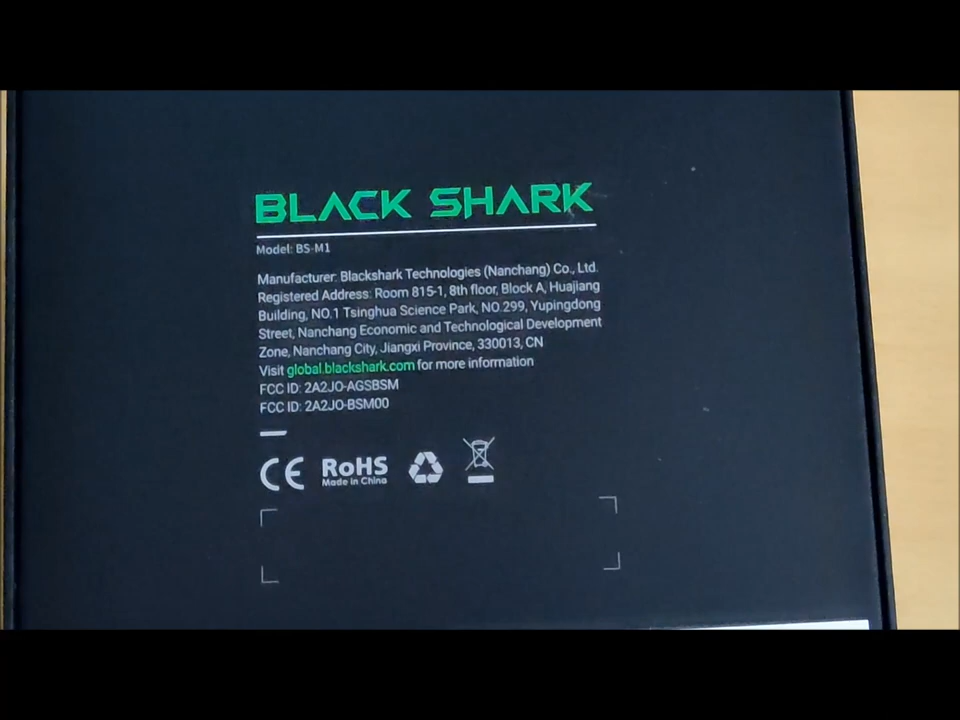 BLACK SHARK
Model: BS-M1
Manufacturer: Blackshark Technologies (Nanchang) Co., Ltd.
Registered Address: Room 815-1, 8th floor, Block A, Huajiang
Building, NO.1 Tsinghua Science Park, NO.299, Yupingdong
Street, Nanchang Economic and Technological Development
Zone, Nanchang City, Jiangxi Province, 330013, CN
Visit global.blackshark.com for more information
FCC ID: 2A2JO-AGSBSM
FCC ID: 2A2JO-BSM00
CE RoHS
Made in China